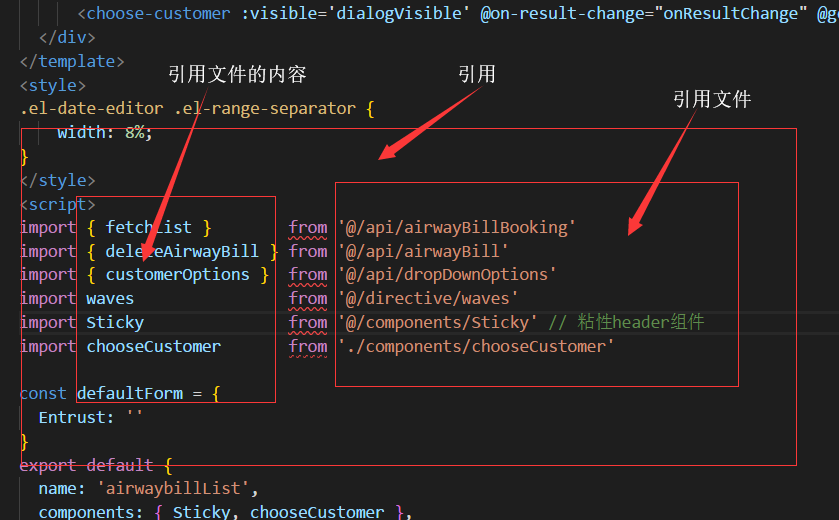 <choose-customer :visible='dialogVisible' @on-result-change="onResultChange" @g
</div>
</template>
<style>
引用文件的内容
引用
引用文件
.el-date-editor .el-range-separator {
width: 8%;
}
</style>
<script>
import { fetchList } from '@/api/airwayBillBooking'
import { deleteAirwayBill } from '@/api/airwayBill'
import { customerOptions } from '@/api/dropDownOptions'
import waves from '@/directive/waves'
import Sticky from '@/components/Sticky' // 粘性header组件
import chooseCustomer from './components/chooseCustomer'
const defaultForm = {
Entrust: ''
}
export default {
name: 'airwaybillList',
components: { Sticky, chooseCustomer },